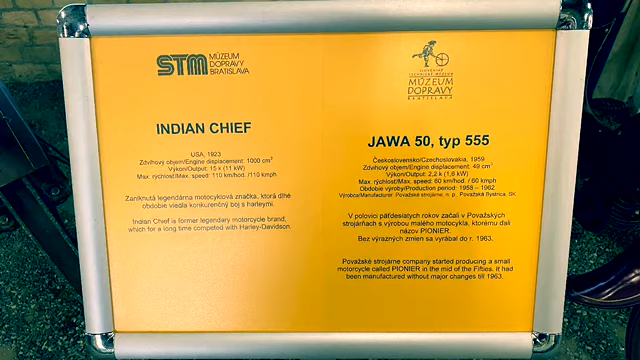 STM MÚZEUM
DOPRAVY
BRATISLAVA
INDIAN CHIEF
USA, 1923
Zdvihový objem/Engine displacement: 1000 cm³
Výkon/Output: 15 k (11 kW)
Max. rýchlosť/Max. speed: 110 km/hod. /110 kmph
Zaniknutá legendárna motocyklová značka, ktorá dlhé
obdobie viedla konkurenčný boj s harleymi.
Indian Chief is former legendary motorcycle brand,
which for a long time competed with Harley-Davidson.
SLOVENSKÉ
TECHNICKÉ MÚZEUM
MÚZEUM
DOPRAVY
BRATISLAVA
JAWA 50, typ 555
Československo/Czechoslovakia, 1959
Zdvihový objem/Engine displacement: 49 cm³
Výkon/Output: 2,2 k (1,6 kW)
Max. rýchlosť/Max. speed: 60 km/hod. / 60 kmph
Obdobie výroby/Production period: 1958 – 1962
Výrobca/Manufacturer: Považské strojárne, n. p., Považská Bystrica, SK
V polovici päťdesiatych rokov začali v Považských
strojárňach s výrobou malého motocykla, ktorému dali
názov PIONIER.
Bez výrazných zmien sa vyrábal do r. 1963.
Považské strojárne company started producing a small
motorcycle called PIONIER in the mid of the Fifties. It had
been manufactured without major changes till 1963.